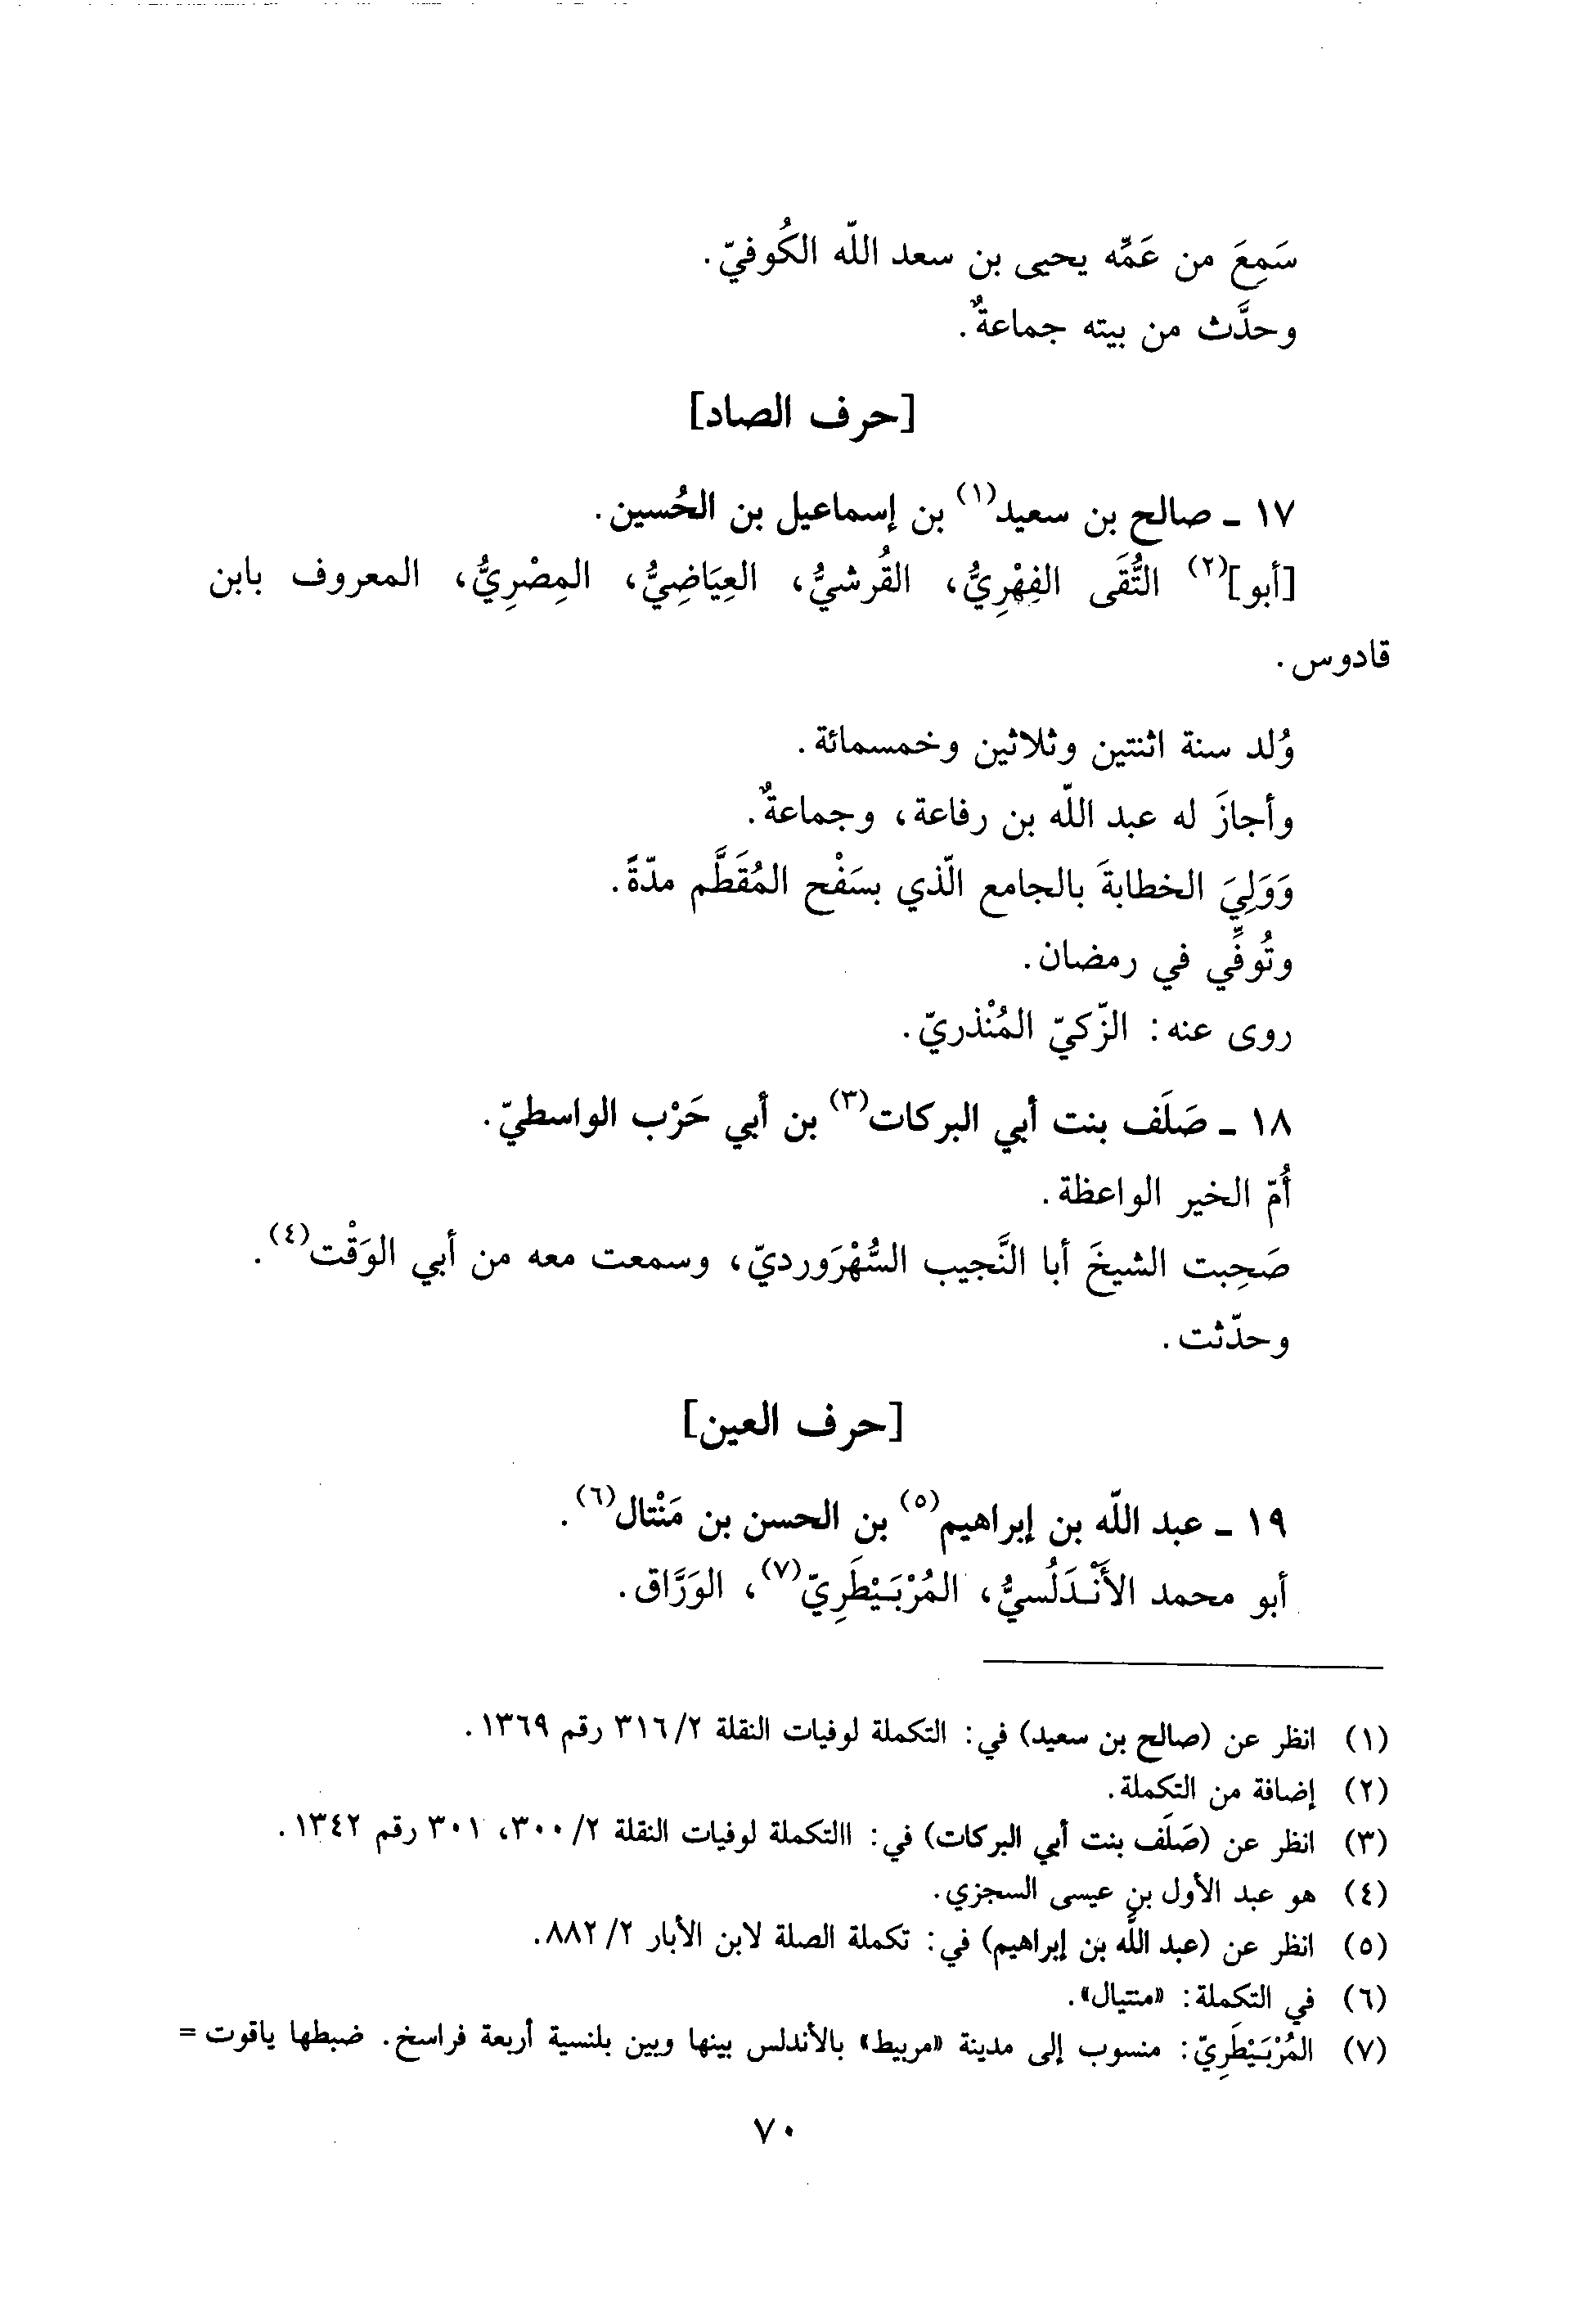 سَمِعَ من عَمِّه يحيى بن سعد اللّه الكُوفيّ.
وحدَّث من بيته جماعةٌ.
[حرف الصاد]
١٧ ـ صالح بن سعيد(١) بن إسماعيل بن الحُسين.
[أبو](٢) التُّقَى الفِهْرِيُّ، القُرشيُّ، العِيَاضِيُّ، المِصْرِيُّ، المعروف بابن
قادوس.
وُلد سنة اثنتين وثلاثين وخمسمائة.
وأجازَ له عبد اللّه بن رفاعة، وجماعةٌ.
وَوَلِيَ الخطابةَ بالجامع الّذي بسَفْح المُقَطَّم مدّةً.
وتُوفِّي في رمضان.
روى عنه: الزّكيّ المُنْذريّ.
١٨ ـ صَلَف بنت أبي البركات(٣) بن أبي حَرْب الواسطيّ.
أُمّ الخير الواعظة.
صَحِبت الشيخَ أبا النَّجيب السُّهْرَورديّ، وسمعت معه من أبي الوَقْت(٤).
وحدّثت.
[حرف العين]
١٩ ـ عبد اللّه بن إبراهيم(٥) بن الحسن بن مَنْتال(٦).
أبو محمد الأَنْدَلُسيُّ، المُرْبَيْطَرِيّ(٧)، الوَرَّاق.
(١) انظر عن (صالح بن سعيد) في: التكملة لوفيات النقلة ٣١٦/٢ رقم ١٣٦٩.
(٢) إضافة من التكملة.
(٣) انظر عن (صَلَف بنت أبي البركات) في: االتكملة لوفيات النقلة ٣٠٠/٢، ٣٠١ رقم ١٣٤٢.
(٤) هو عبد الأول بن عيسى السجزي.
(٥) انظر عن (عبد اللَّه بن إبراهيم) في: تكملة الصلة لابن الأبار ٨٨٢/٢.
(٦) في التكملة: «منتيال».
(٧) المُرْبَيْطَرِيّ: منسوب إلى مدينة «مربيط» بالأندلس بينها وبين بلنسية أربعة فراسخ. ضبطها ياقوت =
٧٠